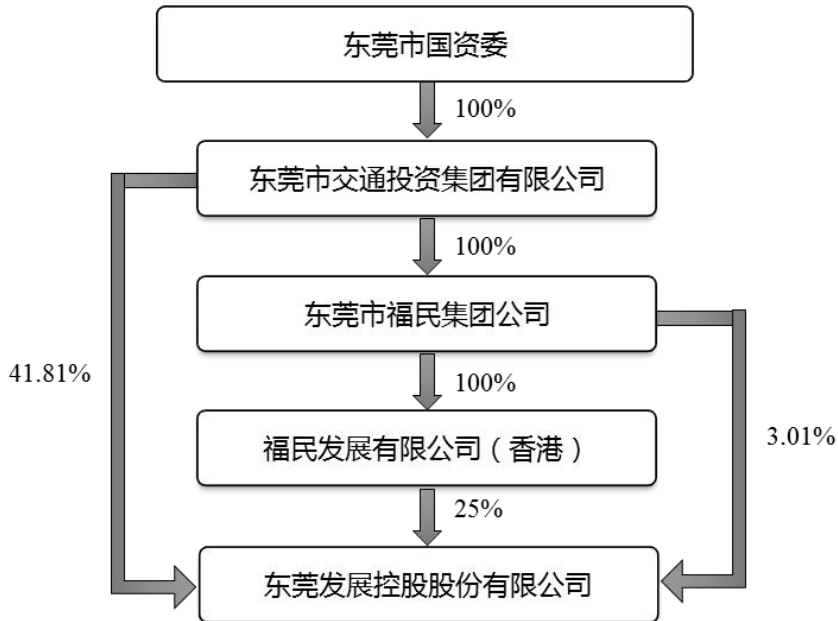 东莞市国资委
100%
东莞市交通投资集团有限公司
100%
东莞市福民集团公司
41.81%
100%
3.01%
福民发展有限公司（香港）
25%
东莞发展控股股份有限公司